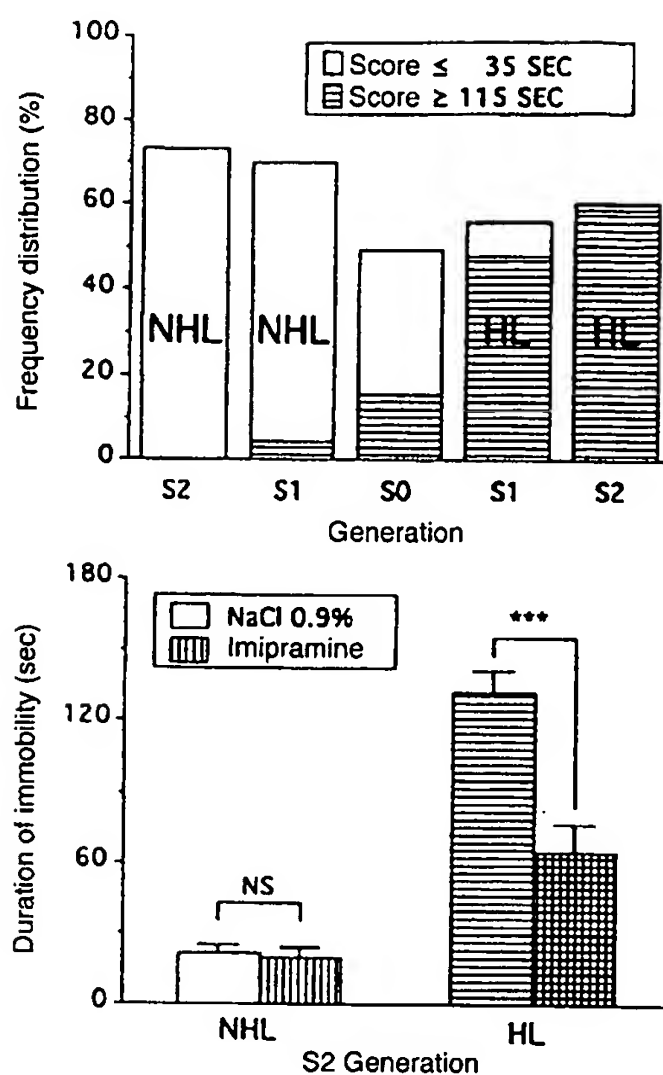 100
80
60
40
20
0
Frequency distribution (%)
Score ≤ 35 SEC
Score ≥ 115 SEC
NHL
NHL
HL
HL
S2 S1 S0 S1 S2
Generation
180
120
60
0
Duration of immobility (sec)
NaCl 0.9%
Imipramine
***
NS
NHL HL
S2 Generation